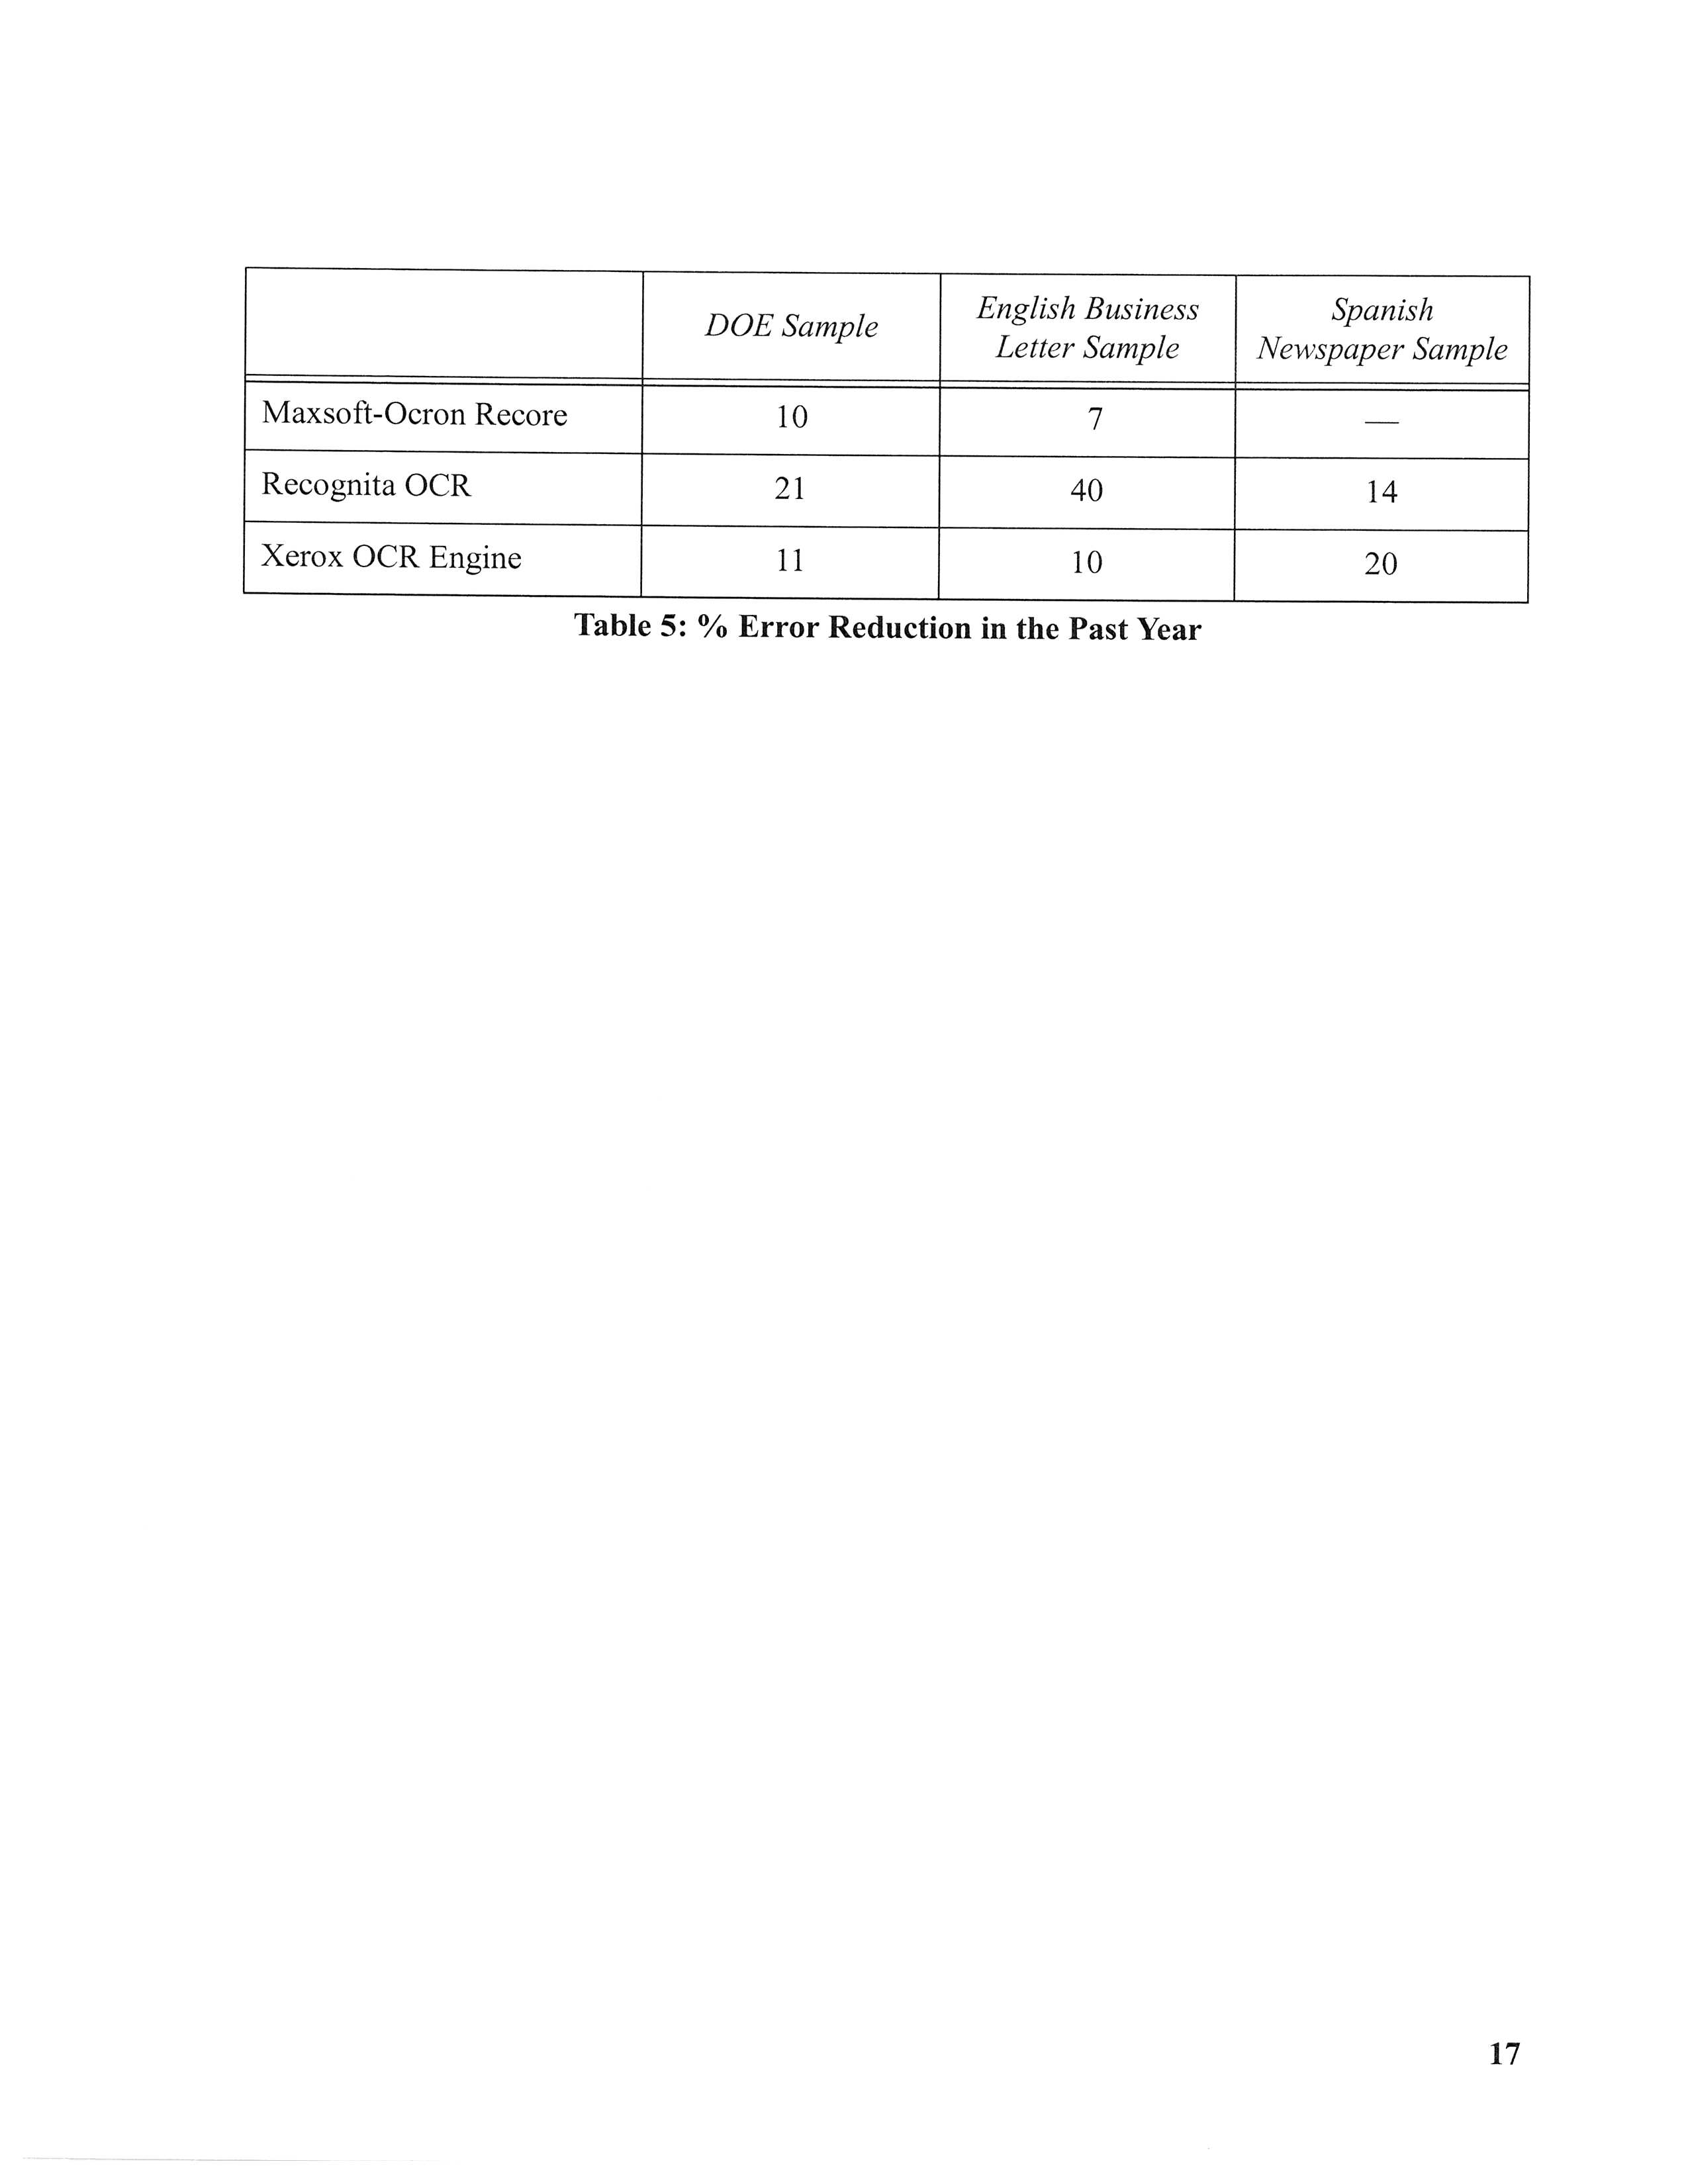 DOE Sample
English Business
Letter Sample
Spanish
Newspaper Sample
Maxsoft-Ocron Recore 10 7 —
Recognita OCR 21 40 14
Xerox OCR Engine 11 10 20
Table 5: % Error Reduction in the Past Year
17